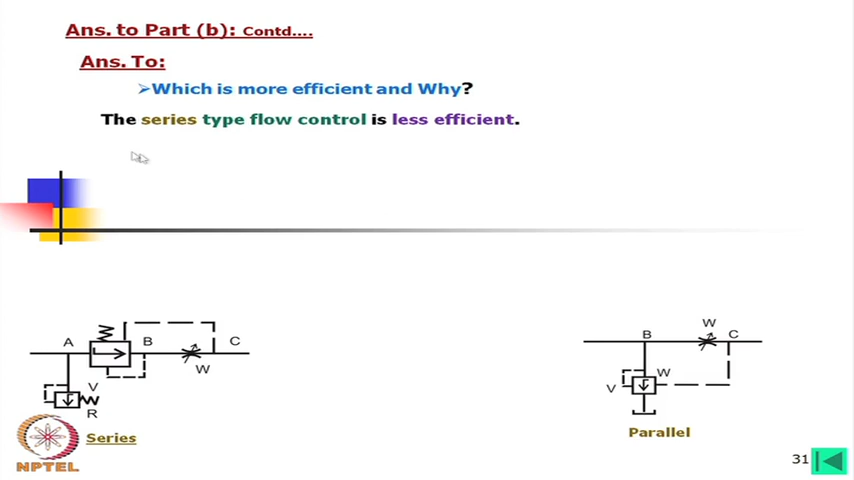 Ans. to Part (b): Contd....
Ans. To:
➢Which is more efficient and Why?
The series type flow control is less efficient.
A
B
C
W
V
R
Series
W
B
C
W
V
Parallel
NPTEL
31